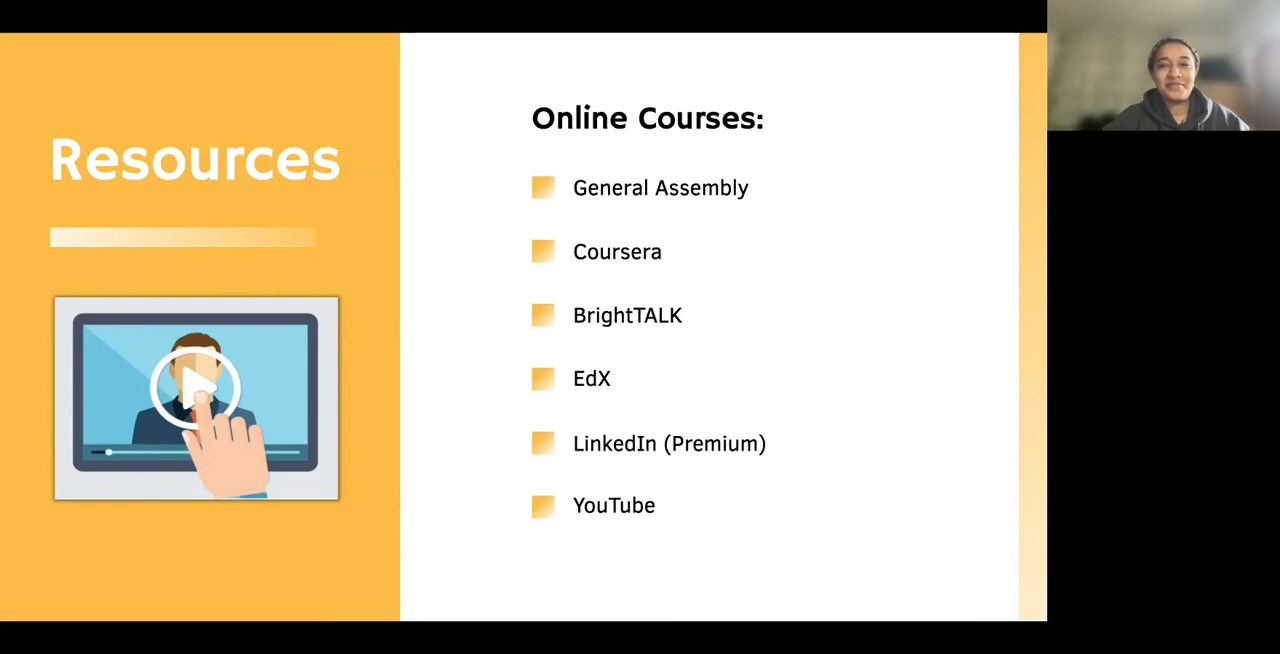 Resources
Online Courses:
General Assembly
Coursera
BrightTALK
EdX
LinkedIn (Premium)
YouTube